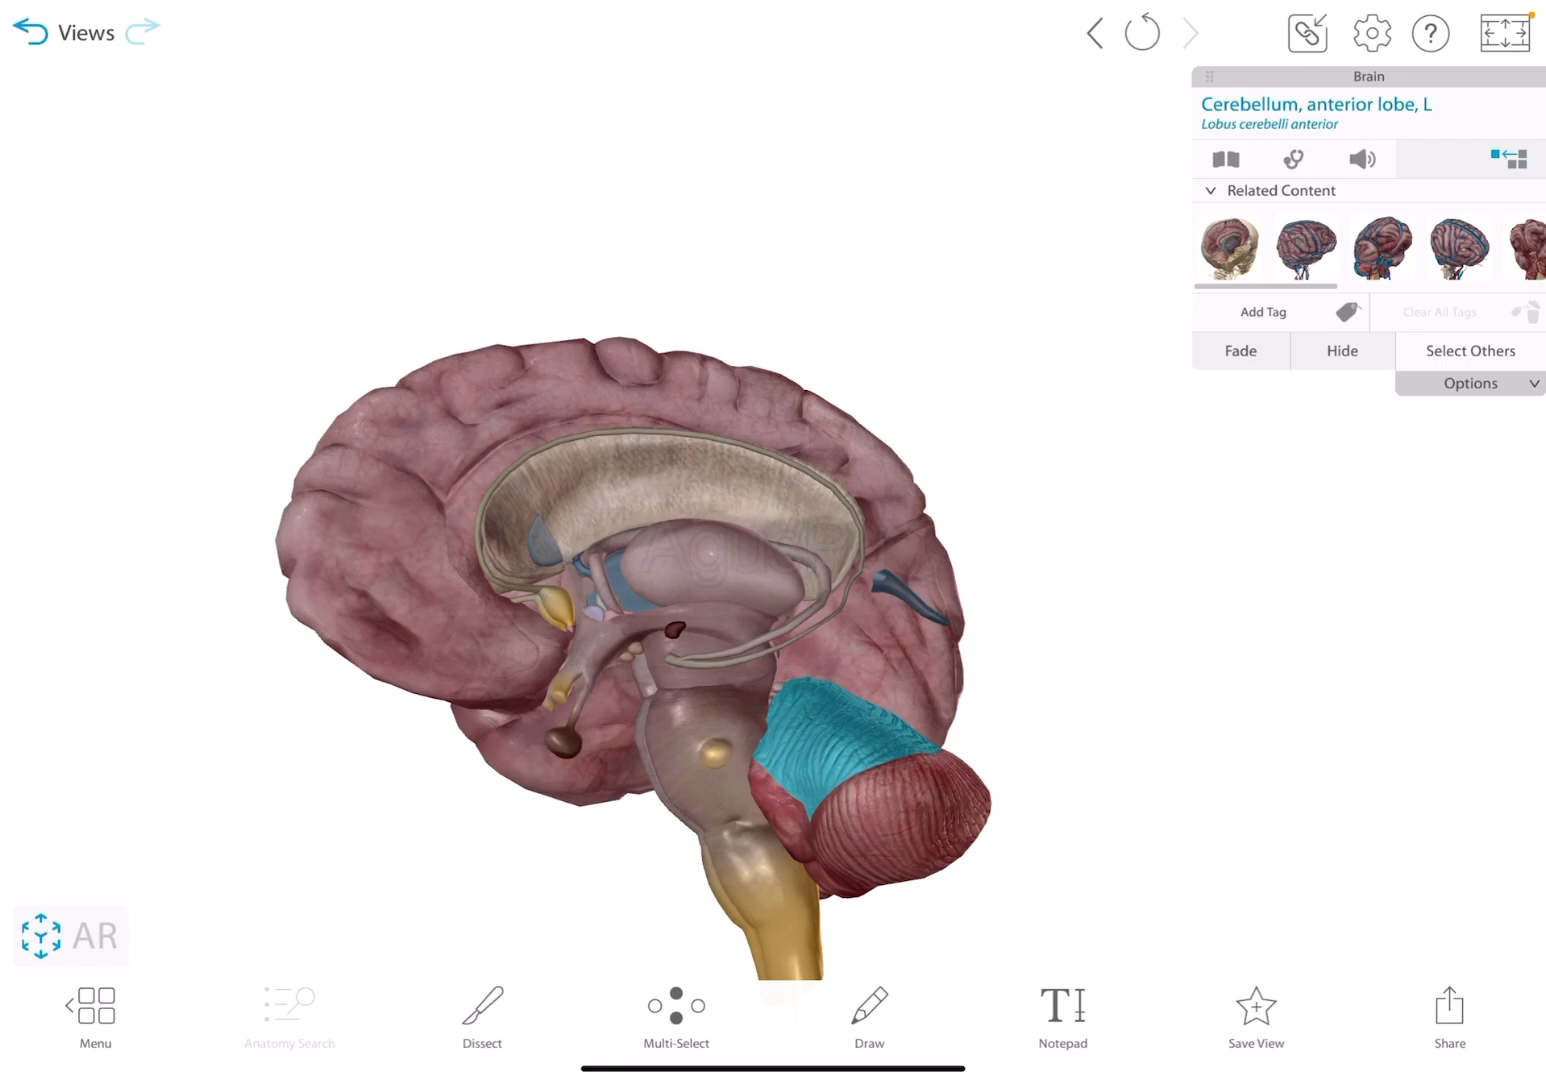 Views
?
Brain
Cerebellum, anterior lobe, L
Lobus cerebelli anterior
Related Content
Add Tag
Clear All Tags
Fade
Hide
Select Others
Options
AR
Menu
Anatomy Search
Dissect
Multi-Select
Draw
Notepad
Save View
Share